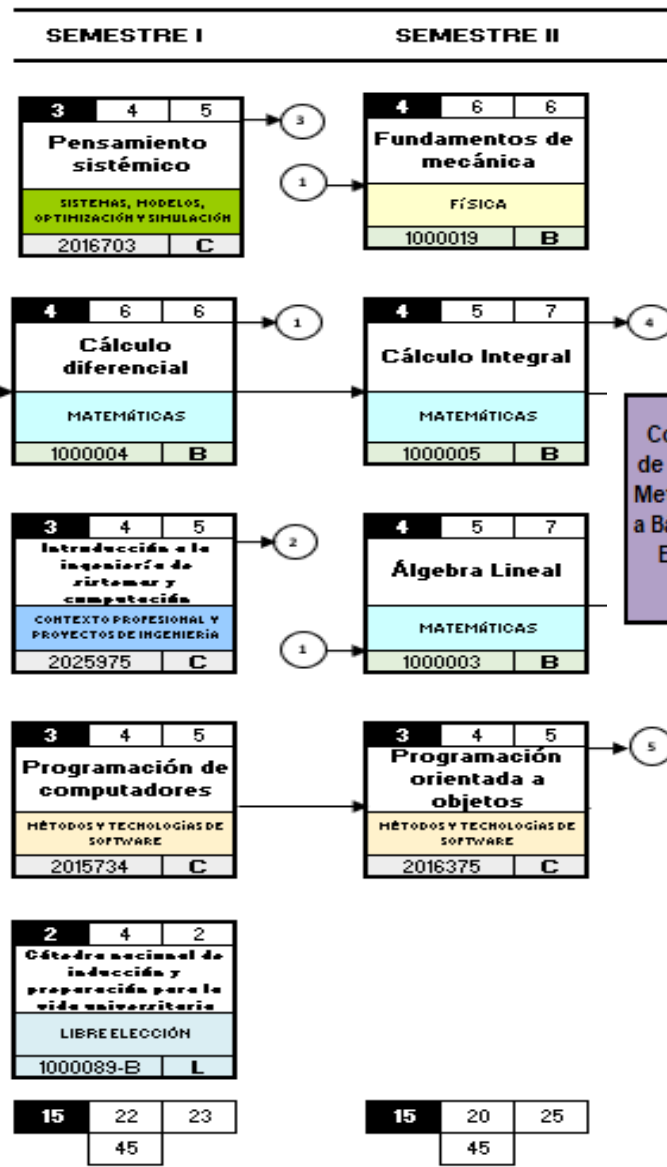 SEMESTRE I
SEMESTRE II
3 4 5
Pensamiento
sistémico
SISTEMAS, MODELOS,
OPTIMIZACIÓN Y SIMULACIÓN
2016703 C
3
4 6 6
Fundamentos de
mecánica
FÍSICA
1000019 B
1
4 6 6
Cálculo
diferencial
MATEMÁTICAS
1000004 B
1
4 5 7
Cálculo Integral
MATEMÁTICAS
1000005 B
4
3 4 5
Introducción a la
ingeniería de
sistemas y
computación
CONTEXTO PROFESIONAL Y
PROYECTOS DE INGENIERÍA
2025975 C
2
4 5 7
Álgebra Lineal
MATEMÁTICAS
1000003 B
1
de
3 4 5
Programación de
computadores
MÉTODOS Y TECNOLOGÍAS DE
SOFTWARE
2015734 C
3 4 5
Programación
orientada a
objetos
MÉTODOS Y TECNOLOGÍAS DE
SOFTWARE
2016375 C
5
2 4 2
Cátedra nacional de
inducción y
preparación para la
vida universitaria
LIBRE ELECCIÓN
1000089-B L
15 22 23
45
15 20 25
45